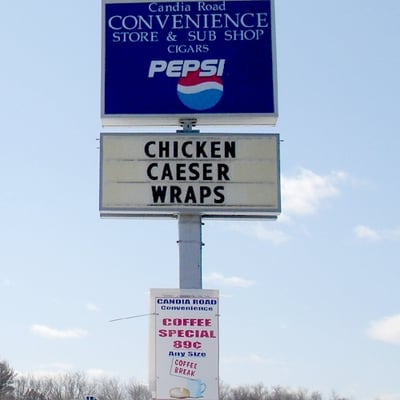 Candia Road
CONVENIENCE
STORE & SUB SHOP
CIGARS
PEPSI
CHICKEN
CAESER
WRAPS
CANDIA ROAD
Convenience
COFFEE
SPECIAL
89¢
Any Size
COFFEE
BREAK